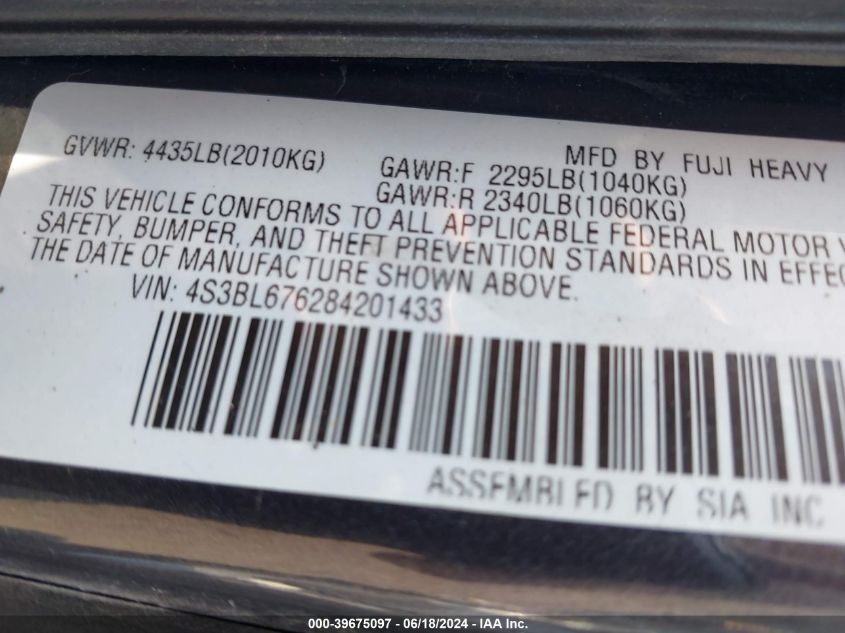 MFD BY FUJI HEAVY
GVWR: 4435LB(2010KG)
GAWR:F 2295LB(1040KG)
GAWR:R 2340LB(1060KG)
THIS VEHICLE CONFORMS TO ALL APPLICABLE FEDERAL MOTOR V
SAFETY, BUMPER, AND THEFT PREVENTION STANDARDS IN EFFEC
THE DATE OF MANUFACTURE SHOWN ABOVE.
VIN: 4S3BL676284201433
ASSEMBLED BY SIA INC
000-39675097 - 06/18/2024 - IAA Inc.